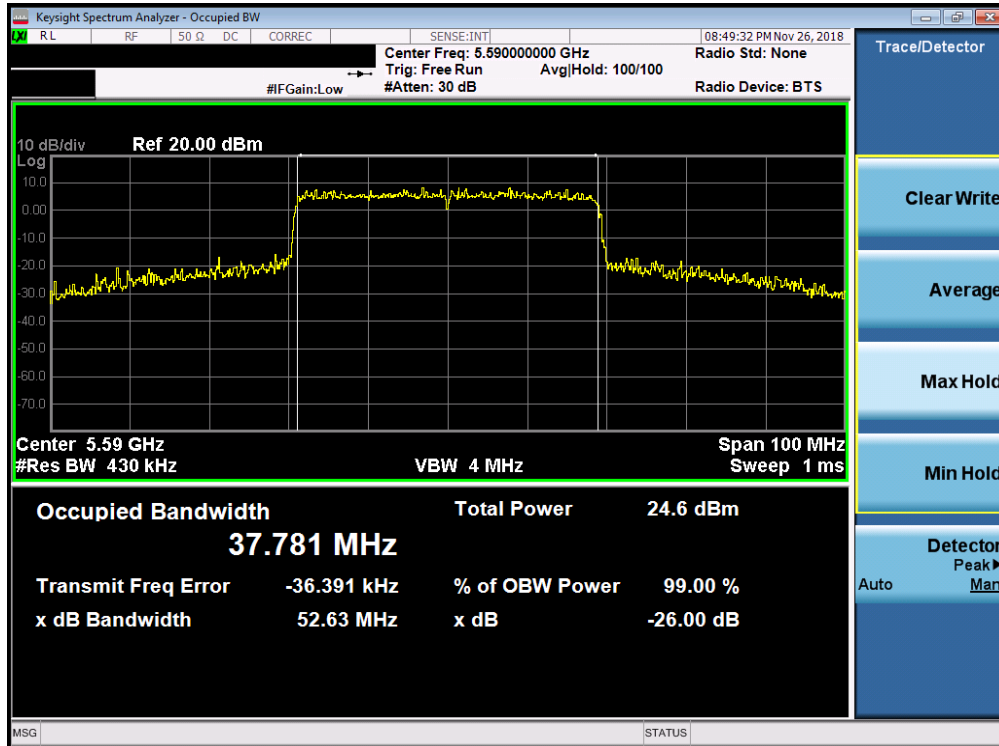 Keysight Spectrum Analyzer - Occupied BW
LXI RL RF 50 Ω DC CORREC SENSE:INT 08:49:32 PM Nov 26, 2018
Center Freq: 5.590000000 GHz Radio Std: None
Trig: Free Run Avg|Hold: 100/100
#IFGain:Low #Atten: 30 dB Radio Device: BTS
10 dB/div Ref 20.00 dBm
Log
10.0
0.00
-10.0
-20.0
-30.0
-40.0
-50.0
-60.0
-70.0
Center 5.59 GHz Span 100 MHz
#Res BW 430 kHz VBW 4 MHz Sweep 1 ms
Occupied Bandwidth Total Power 24.6 dBm
37.781 MHz
Transmit Freq Error -36.391 kHz % of OBW Power 99.00 %
x dB Bandwidth 52.63 MHz x dB -26.00 dB
MSG STATUS
Trace/Detector
Clear Write
Average
Max Hold
Min Hold
Detector
Peak
Auto Man